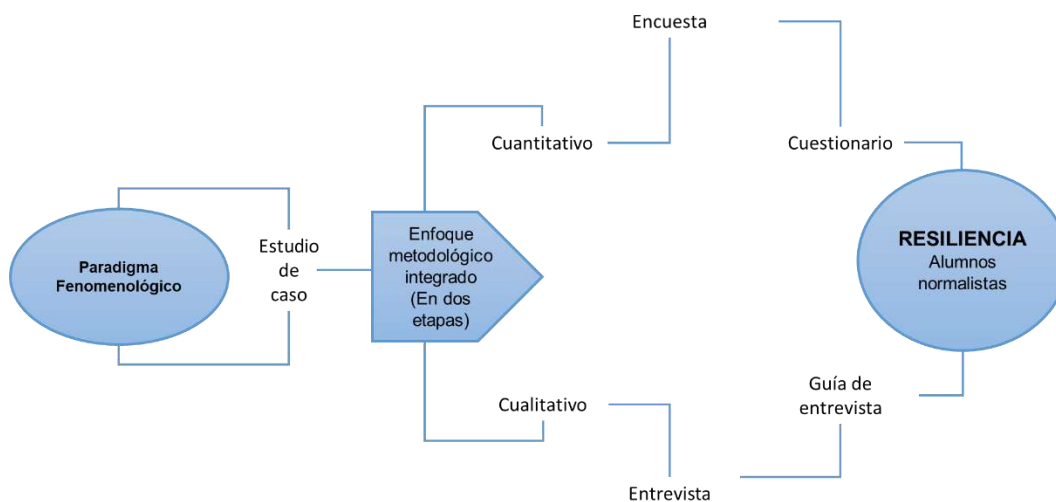 Paradigma
Fenomenológico
Estudio
de
caso
Enfoque
metodológico
integrado
(En dos
etapas)
Cuantitativo
Encuesta
Cuestionario
Cualitativo
Entrevista
Guía de
entrevista
RESILIENCIA
Alumnos
normalistas